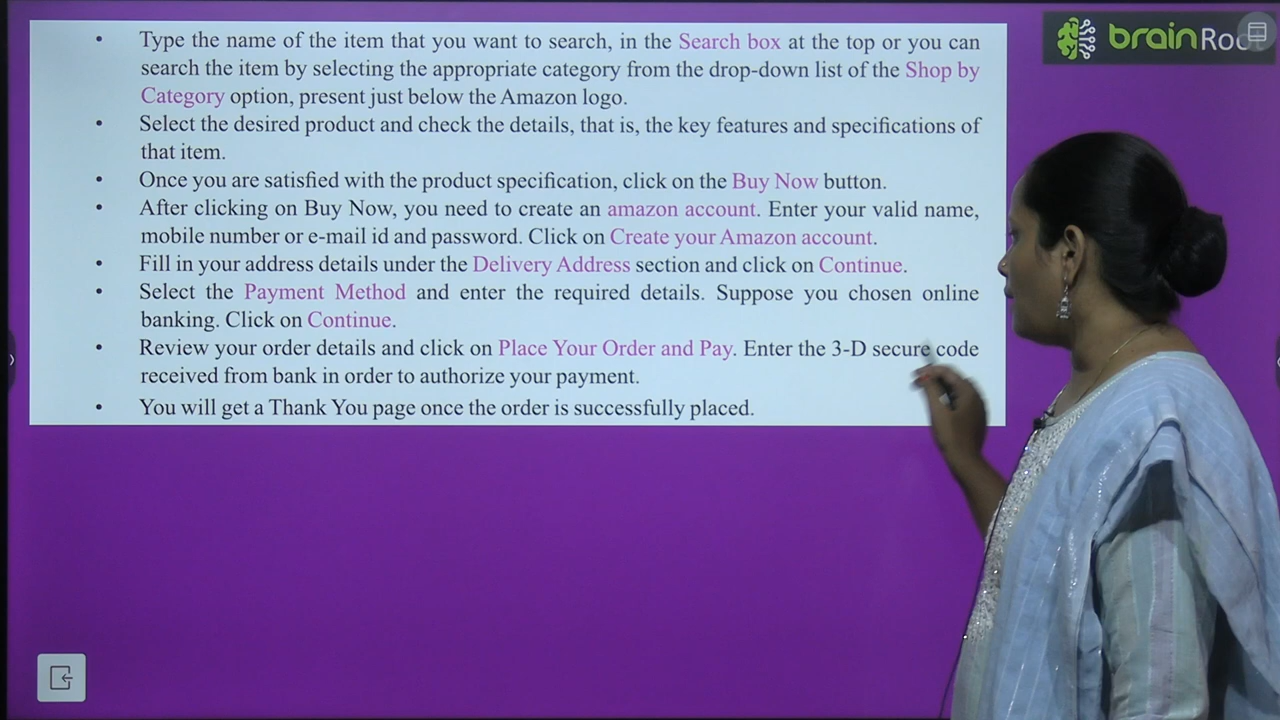 brainRoot
• Type the name of the item that you want to search, in the Search box at the top or you can
search the item by selecting the appropriate category from the drop-down list of the Shop by
Category option, present just below the Amazon logo.
• Select the desired product and check the details, that is, the key features and specifications of
that item.
• Once you are satisfied with the product specification, click on the Buy Now button.
• After clicking on Buy Now, you need to create an amazon account. Enter your valid name,
mobile number or e-mail id and password. Click on Create your Amazon account.
• Fill in your address details under the Delivery Address section and click on Continue.
• Select the Payment Method and enter the required details. Suppose you chosen online
banking. Click on Continue.
• Review your order details and click on Place Your Order and Pay. Enter the 3-D secure code
received from bank in order to authorize your payment.
• You will get a Thank You page once the order is successfully placed.